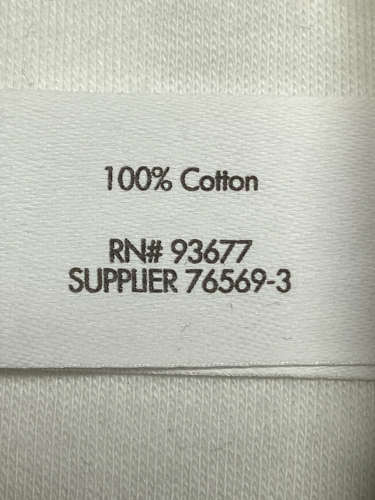 100% Cotton
RN# 93677
SUPPLIER 76569-3